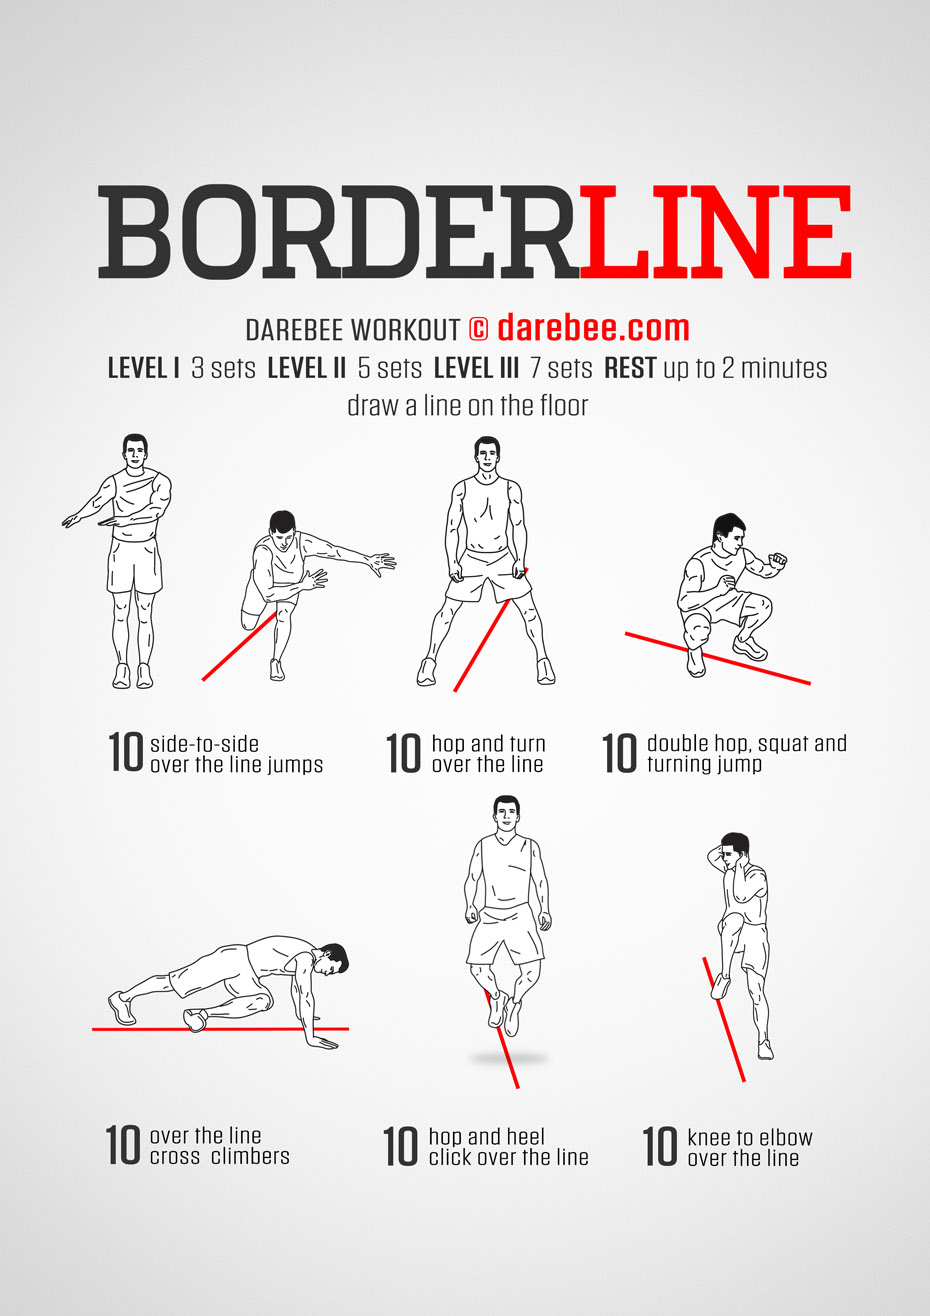 BORDERLINE
DAREBEE WORKOUT © darebee.com
LEVEL I 3 sets LEVEL II 5 sets LEVEL III 7 sets REST up to 2 minutes
draw a line on the floor
10 side-to-side
over the line jumps
10 hop and turn
over the line
10 double hop, squat and
turning jump
10 over the line
cross climbers
10 hop and heel
click over the line
10 knee to elbow
over the line